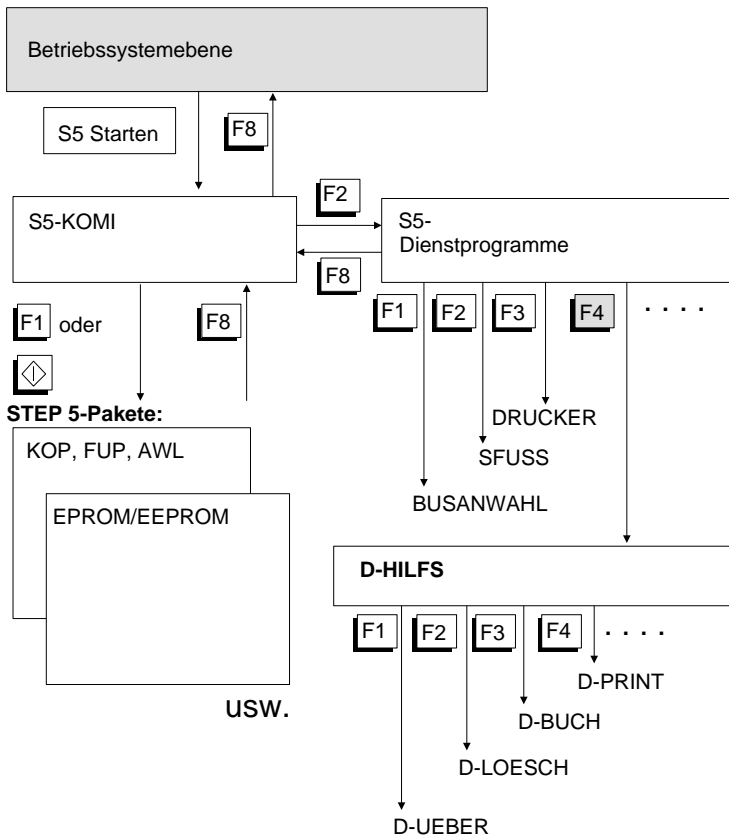 Betriebssystemebene
S5 Starten
F8
F2
S5-KOMI
S5-
Dienstprogramme
F8
F1 oder
F8
F1
F2
F3
F4
. . . .
STEP 5-Pakete:
DRUCKER
KOP, FUP, AWL
SFUSS
BUSANWAHL
EPROM/EEPROM
D-HILFS
F1
F2
F3
F4
. . . .
D-PRINT
usw.
D-BUCH
D-LOESCH
D-UEBER